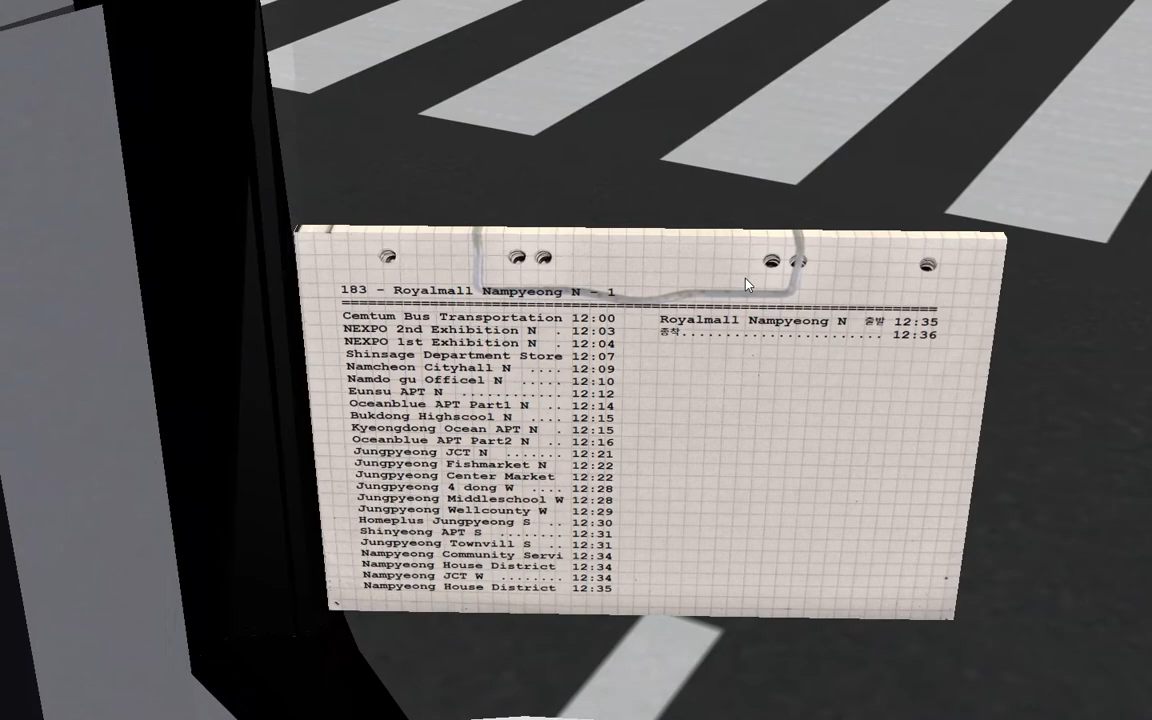 183 - Royalmall Nampyeong N - 1
================================================================
Cemtum Bus Transportation 12:00
NEXPO 2nd Exhibition N . 12:03
NEXPO 1st Exhibition N . 12:04
Shinsage Department Store 12:07
Namcheon Cityhall N .... 12:09
Namdo gu Officel N ..... 12:10
Eunsu APT N ............ 12:12
Oceanblue APT Part1 N .. 12:14
Bukdong Highscool N .... 12:15
Kyeongdong Ocean APT N . 12:15
Oceanblue APT Part2 N .. 12:16
Jungpyeong JCT N ....... 12:21
Jungpyeong Fishmarket N 12:22
Jungpyeong Center Market 12:22
Jungpyeong 4 dong W .... 12:28
Jungpyeong Middleschool W 12:28
Jungpyeong Wellcounty W 12:29
Homeplus Jungpyeong S .. 12:30
Shinyeong APT S ........ 12:31
Jungpyeong Townvill S .. 12:31
Nampyeong Community Servi 12:34
Nampyeong House District 12:34
Nampyeong JCT W ........ 12:34
Nampyeong House District 12:35
Royalmall Nampyeong N 출발 12:35
종착........................ 12:36